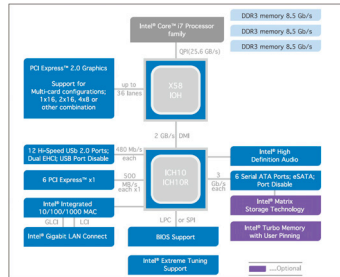 Intel® Core™ i7 Processor
family
DDR3 memory 8,5 Gb/s
DDR3 memory 8,5 Gb/s
DDR3 memory 8,5 Gb/s
QPI(25,6 GB/s)
PCI Express™ 2.0 Graphics
Support for
Multi-card configurations;
1x16, 2x16, 4x8 or
other combination
up to
36 lanes
X58
IOH
2 GB/s
DMI
12 Hi-Speed USb 2.0 Ports;
Dual EHCI; USB Port Disable
480 Mb/s
each
6 PCI Express™ x1
500
MB/s
each x1
Intel® Integrated
10/100/1000 MAC
GLCI
LCI
Intel® Gigabit LAN Connect
ICH10
ICH10R
Intel® High
Definition Audio
3
Gb/s
each
6 Serial ATA Ports; eSATA;
Port Disable
Intel® Matrix
Storage Technology
Intel® Turbo Memory
with User Pinning
LPC
or SPI
BIOS Support
Intel® Extreme Tuning
Support
....Optional